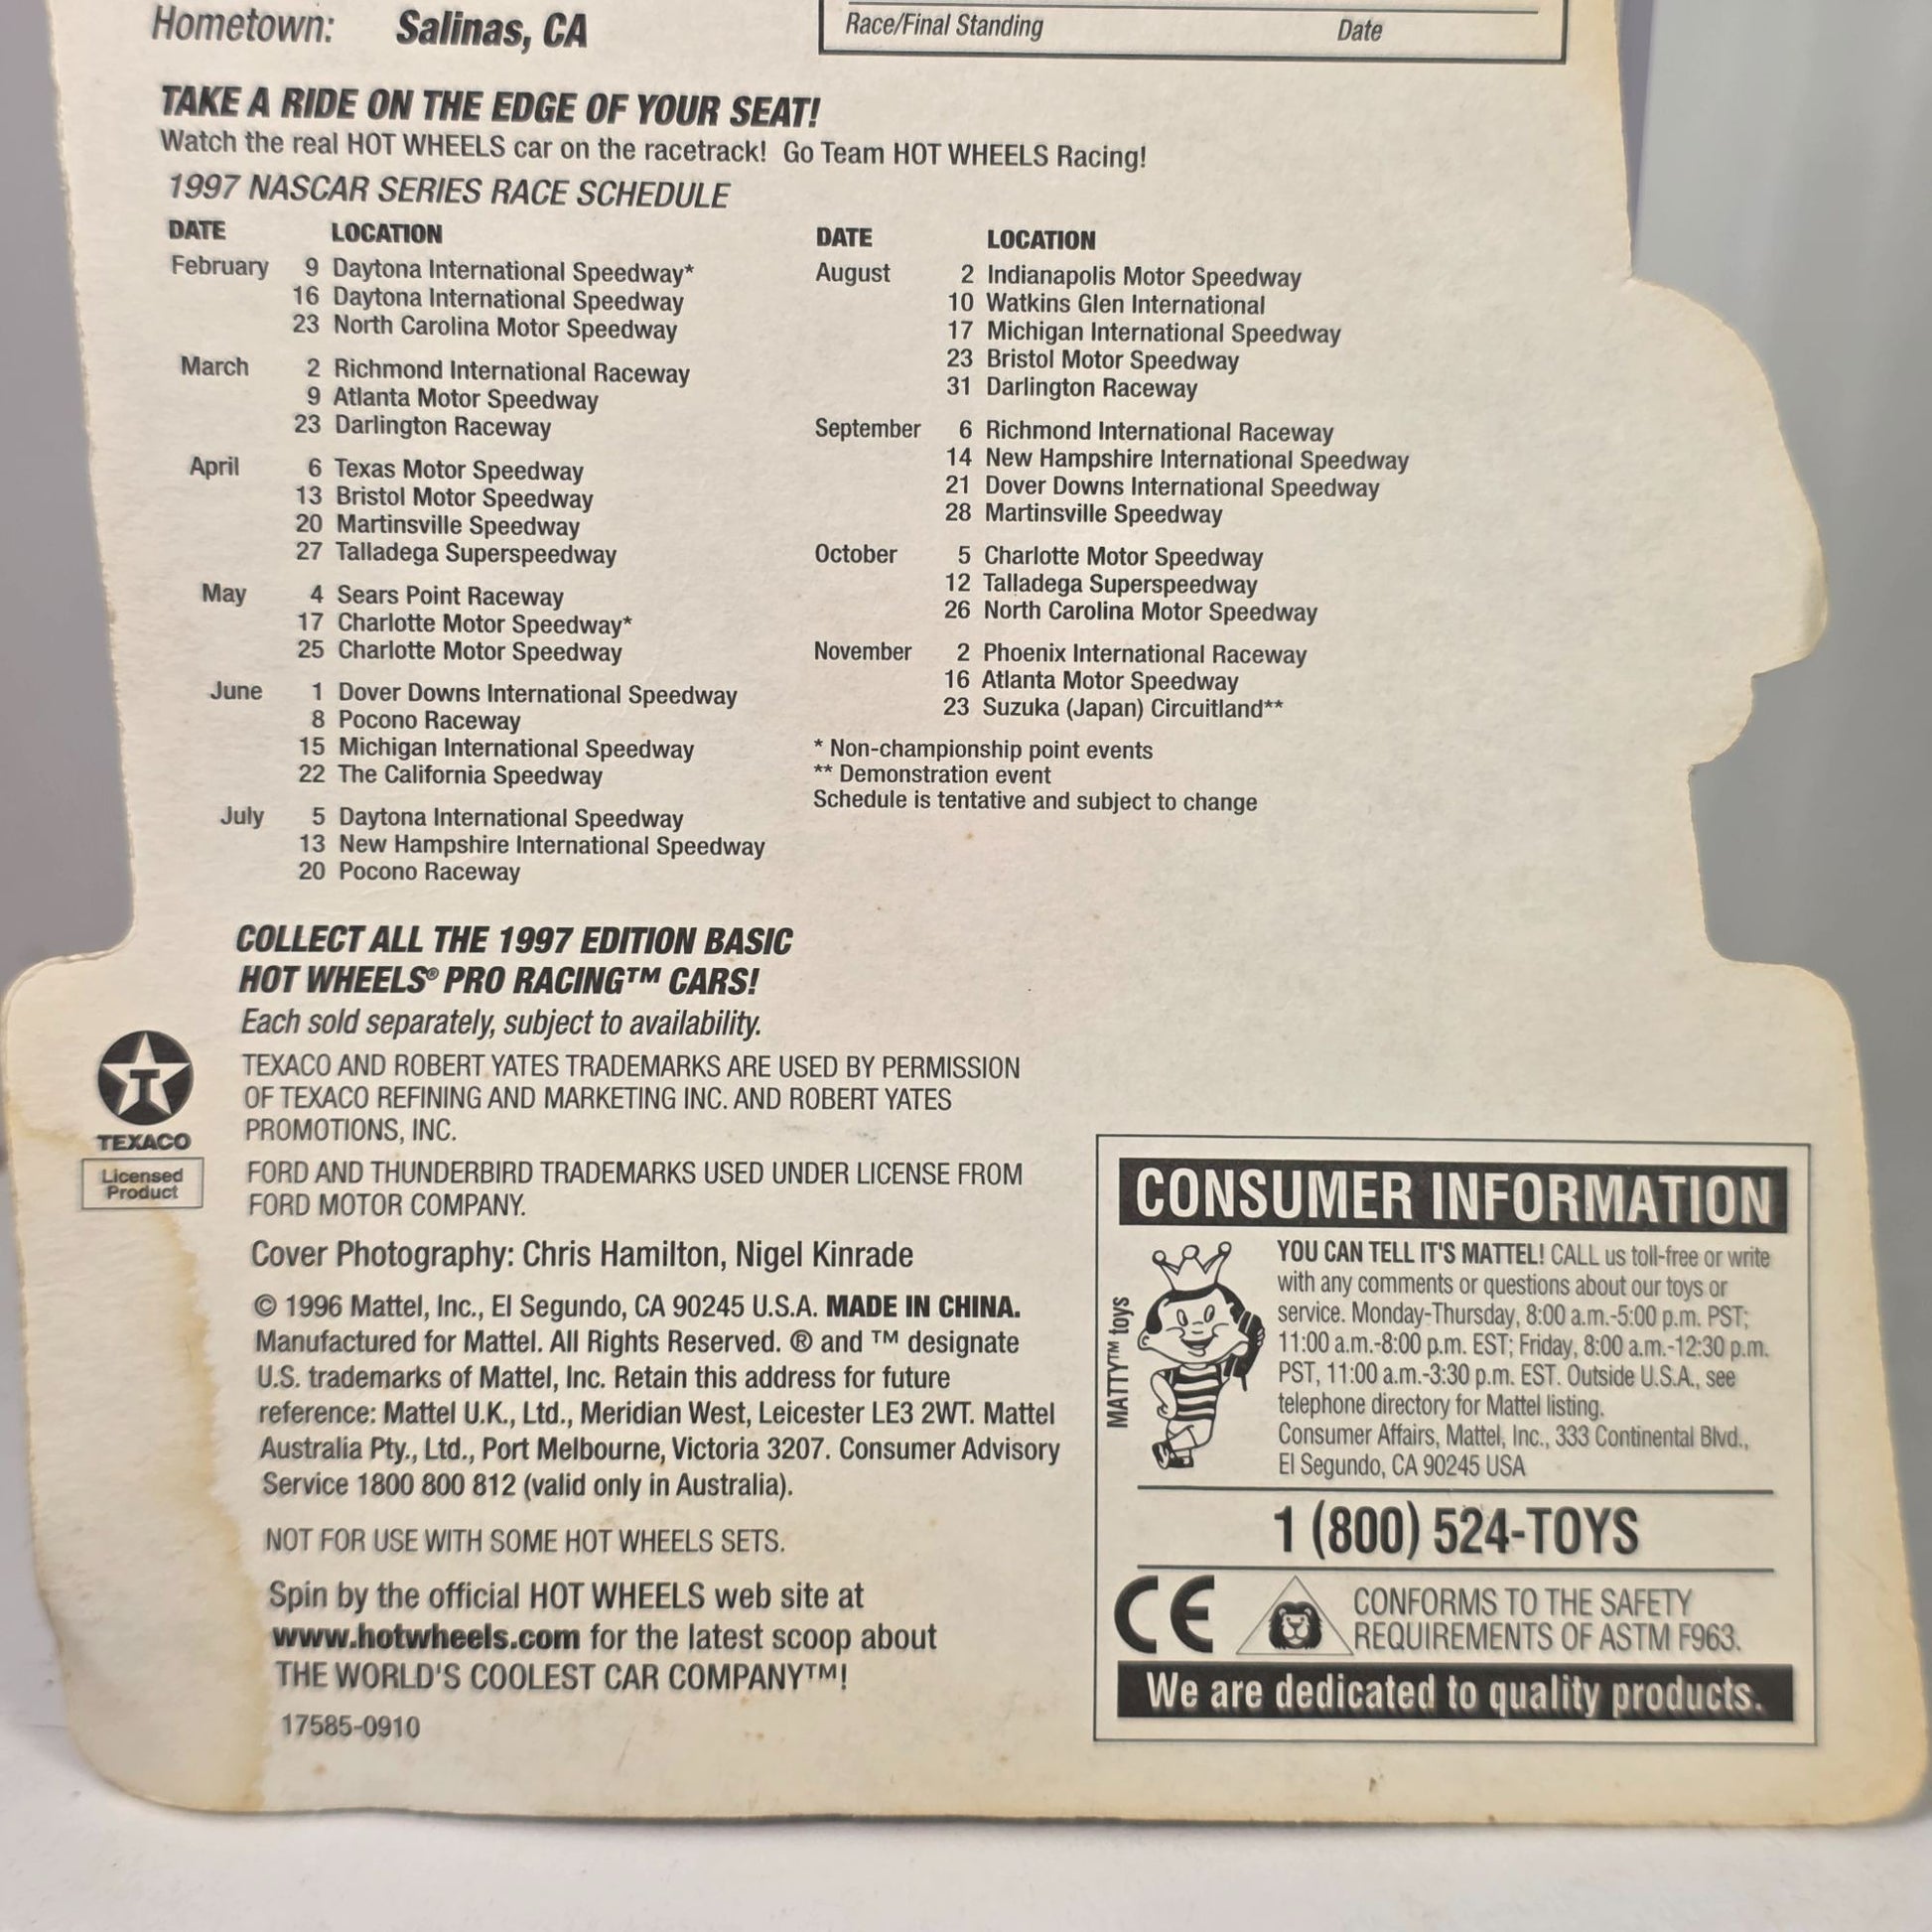 Hometown: Salinas, CA
Race/Final Standing Date
TAKE A RIDE ON THE EDGE OF YOUR SEAT!
Watch the real HOT WHEELS car on the racetrack! Go Team HOT WHEELS Racing!
1997 NASCAR SERIES RACE SCHEDULE
DATE LOCATION
February 9 Daytona International Speedway*
16 Daytona International Speedway
23 North Carolina Motor Speedway
March 2 Richmond International Raceway
9 Atlanta Motor Speedway
23 Darlington Raceway
April 6 Texas Motor Speedway
13 Bristol Motor Speedway
20 Martinsville Speedway
27 Talladega Superspeedway
May 4 Sears Point Raceway
17 Charlotte Motor Speedway*
25 Charlotte Motor Speedway
June 1 Dover Downs International Speedway
8 Pocono Raceway
15 Michigan International Speedway
22 The California Speedway
July 5 Daytona International Speedway
13 New Hampshire International Speedway
20 Pocono Raceway
DATE LOCATION
August 2 Indianapolis Motor Speedway
10 Watkins Glen International
17 Michigan International Speedway
23 Bristol Motor Speedway
31 Darlington Raceway
September 6 Richmond International Raceway
14 New Hampshire International Speedway
21 Dover Downs International Speedway
28 Martinsville Speedway
October 5 Charlotte Motor Speedway
12 Talladega Superspeedway
26 North Carolina Motor Speedway
November 2 Phoenix International Raceway
16 Atlanta Motor Speedway
23 Suzuka (Japan) Circuitland**
* Non-championship point events
** Demonstration event
Schedule is tentative and subject to change
COLLECT ALL THE 1997 EDITION BASIC
HOT WHEELS® PRO RACING™ CARS!
Each sold separately, subject to availability.
T
TEXACO
Licensed
Product
TEXACO AND ROBERT YATES TRADEMARKS ARE USED BY PERMISSION
OF TEXACO REFINING AND MARKETING INC. AND ROBERT YATES
PROMOTIONS, INC.
FORD AND THUNDERBIRD TRADEMARKS USED UNDER LICENSE FROM
FORD MOTOR COMPANY.
Cover Photography: Chris Hamilton, Nigel Kinrade
© 1996 Mattel, Inc., El Segundo, CA 90245 U.S.A. MADE IN CHINA.
Manufactured for Mattel. All Rights Reserved. ® and ™ designate
U.S. trademarks of Mattel, Inc. Retain this address for future
reference: Mattel U.K., Ltd., Meridian West, Leicester LE3 2WT. Mattel
Australia Pty., Ltd., Port Melbourne, Victoria 3207. Consumer Advisory
Service 1800 800 812 (valid only in Australia).
NOT FOR USE WITH SOME HOT WHEELS SETS.
Spin by the official HOT WHEELS web site at
www.hotwheels.com for the latest scoop about
THE WORLD'S COOLEST CAR COMPANY™!
17585-0910
CONSUMER INFORMATION
MATTY™ toys
YOU CAN TELL IT'S MATTEL! CALL us toll-free or write
with any comments or questions about our toys or
service. Monday-Thursday, 8:00 a.m.-5:00 p.m. PST;
11:00 a.m.-8:00 p.m. EST; Friday, 8:00 a.m.-12:30 p.m.
PST, 11:00 a.m.-3:30 p.m. EST. Outside U.S.A., see
telephone directory for Mattel listing.
Consumer Affairs, Mattel, Inc., 333 Continental Blvd.,
El Segundo, CA 90245 USA
1 (800) 524-TOYS
CE
CONFORMS TO THE SAFETY
REQUIREMENTS OF ASTM F963.
We are dedicated to quality products.